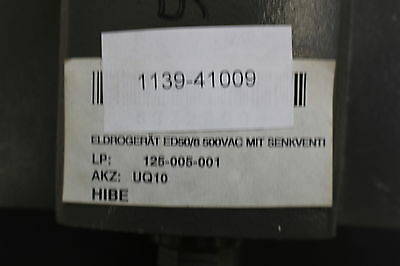 1139-41009
ELDROGERÄT ED50/6 500VAC MIT SENKVENTI
LP: 125-005-001
AKZ: UQ10
HIBE